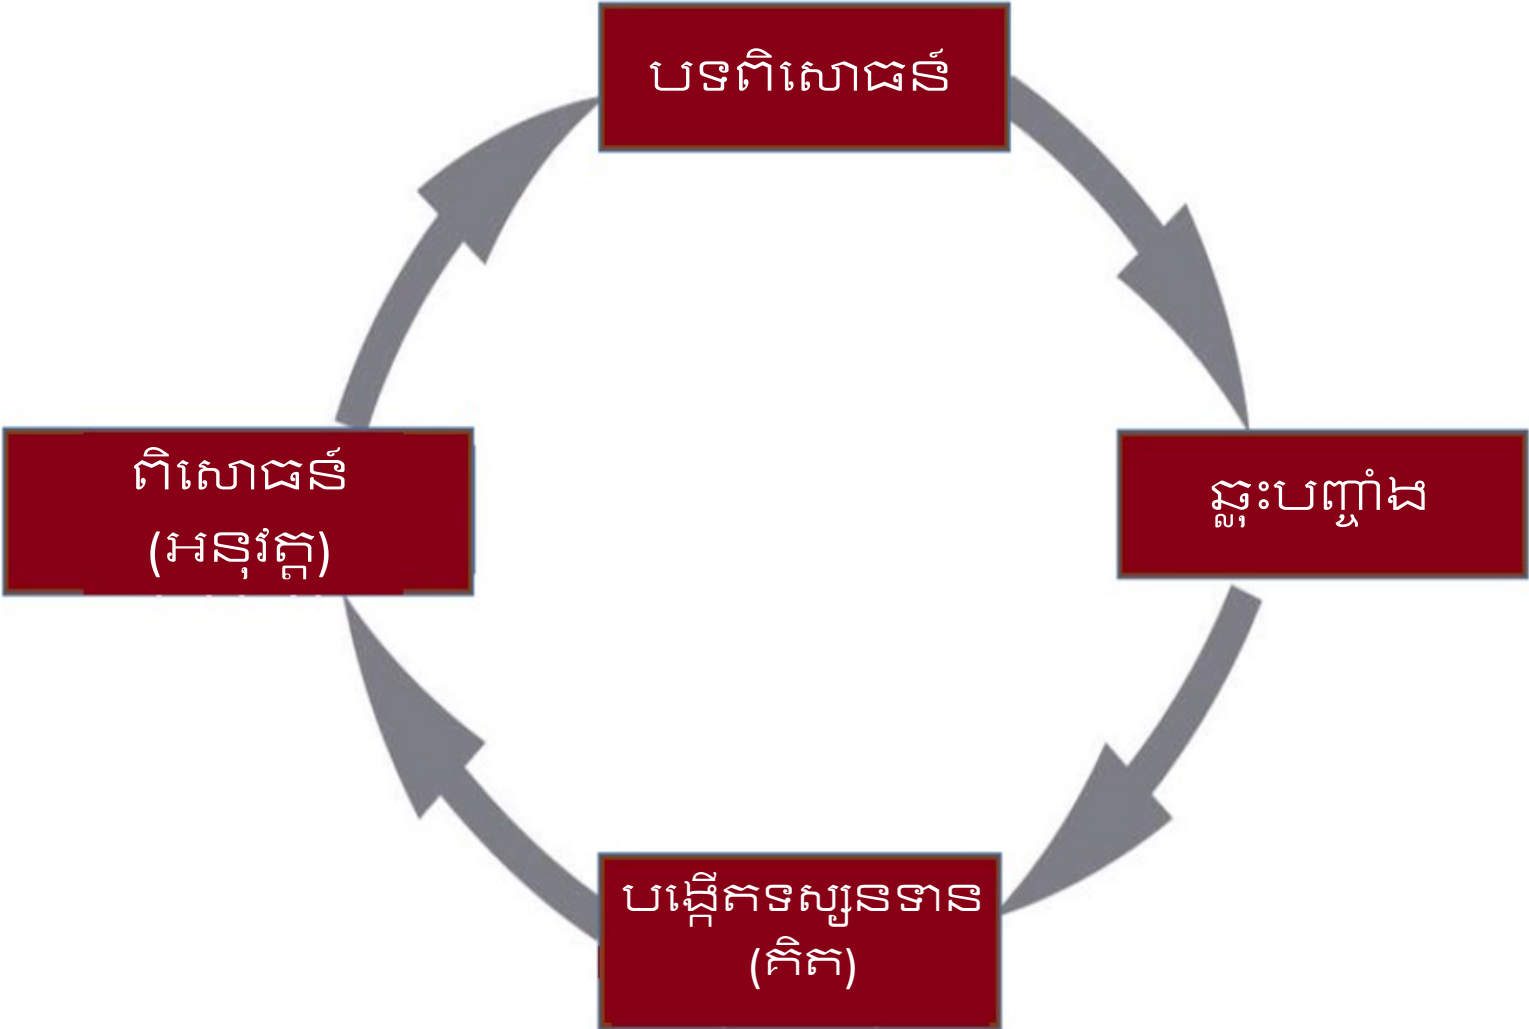 បទពិសោធន៍
ឆ្លុះបញ្ចាំង
បង្កើតទស្សនទាន
(គិត)
ពិសោធន៍
(អនុវត្ត)